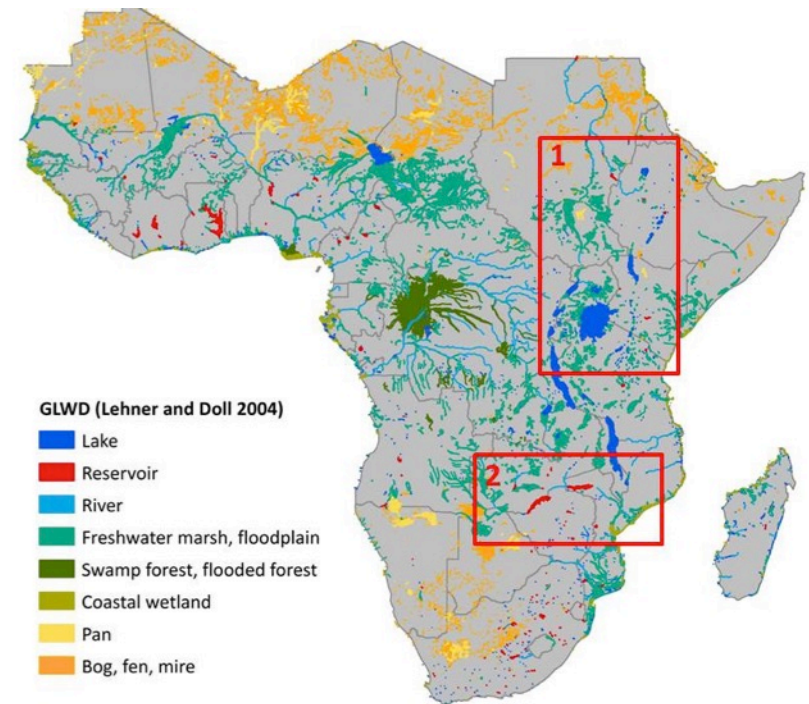 1
2
GLWD (Lehner and Doll 2004)
Lake
Reservoir
River
Freshwater marsh, floodplain
Swamp forest, flooded forest
Coastal wetland
Pan
Bog, fen, mire